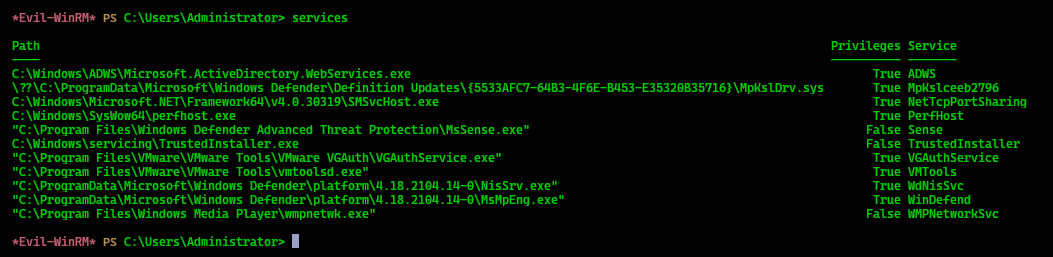 *Evil-WinRM* PS C:\Users\Administrator> services
Path Privileges Service
---- ---------- -------
C:\Windows\ADWS\Microsoft.ActiveDirectory.WebServices.exe True ADWS
\??\C:\ProgramData\Microsoft\Windows Defender\Definition Updates\{5533AFC7-64B3-4F6E-B453-E35320B35716}\MpKslDrv.sys True MpKslceeb2796
C:\Windows\Microsoft.NET\Framework64\v4.0.30319\SMSvcHost.exe True NetTcpPortSharing
C:\Windows\SysWow64\perfhost.exe True PerfHost
"C:\Program Files\Windows Defender Advanced Threat Protection\MsSense.exe" False Sense
C:\Windows\servicing\TrustedInstaller.exe False TrustedInstaller
"C:\Program Files\VMware\VMware Tools\VMware VGAuth\VGAuthService.exe" True VGAuthService
"C:\Program Files\VMware\VMware Tools\vmtoolsd.exe" True VMTools
"C:\ProgramData\Microsoft\Windows Defender\platform\4.18.2104.14-0\NisSrv.exe" True WdNisSvc
"C:\ProgramData\Microsoft\Windows Defender\platform\4.18.2104.14-0\MsMpEng.exe" True WinDefend
"C:\Program Files\Windows Media Player\wmpnetwk.exe" False WMPNetworkSvc
*Evil-WinRM* PS C:\Users\Administrator>